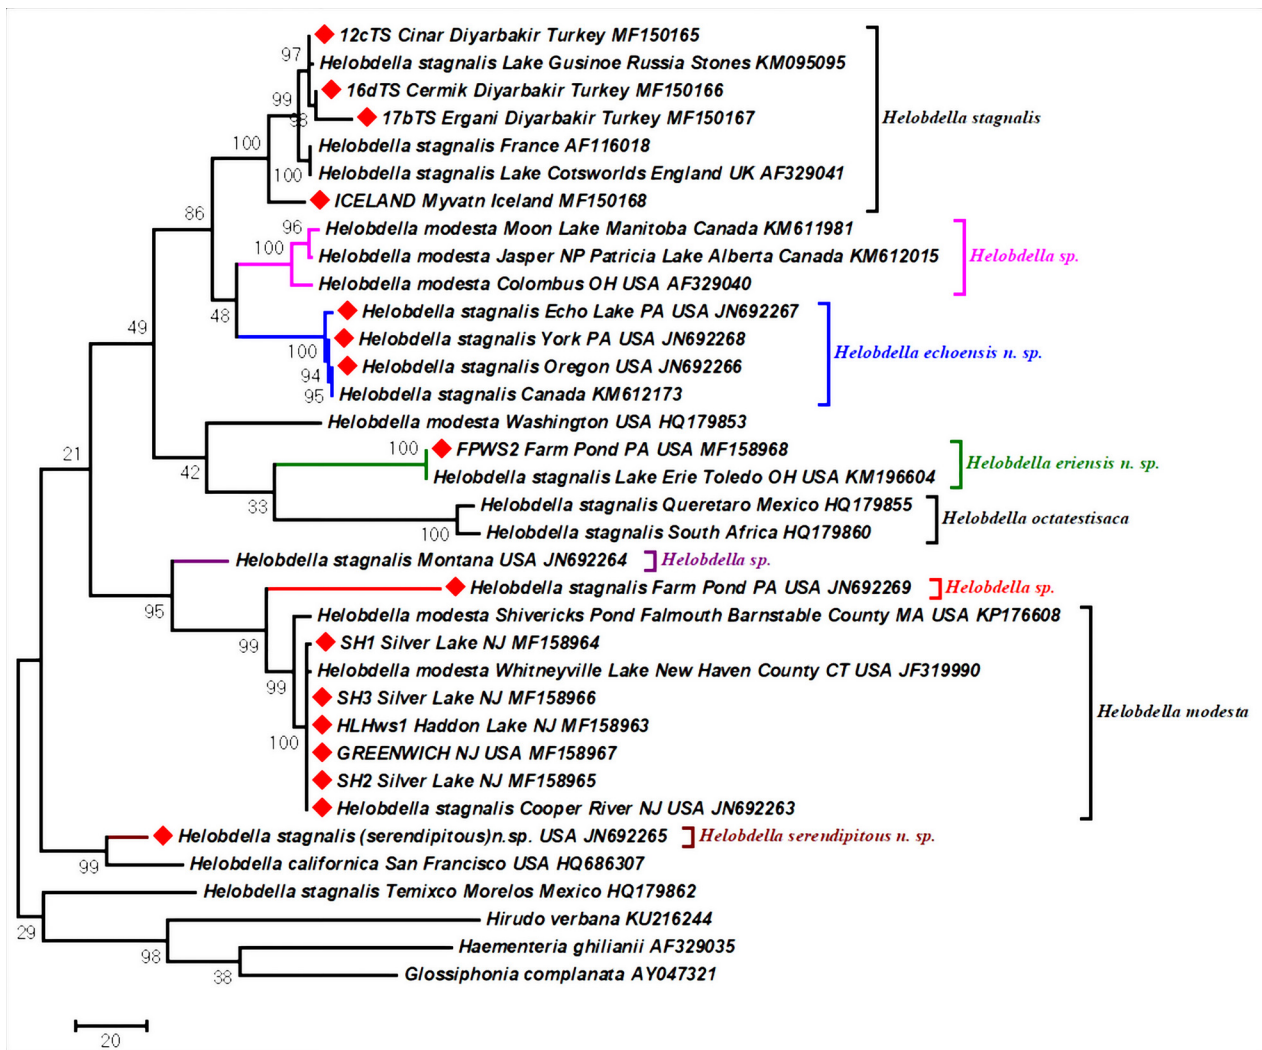 12cTS Cinar Diyarbakir Turkey MF150165
97
Helobdella stagnalis Lake Gusinoe Russia Stones KM095095
16dTS Cermik Diyarbakir Turkey MF150166
99
98
17bTS Ergani Diyarbakir Turkey MF150167
Helobdella stagnalis
100
Helobdella stagnalis France AF116018
100
Helobdella stagnalis Lake Cotsworlds England UK AF329041
ICELAND Myvatn Iceland MF150168
86
96
Helobdella modesta Moon Lake Manitoba Canada KM611981
100
Helobdella modesta Jasper NP Patricia Lake Alberta Canada KM612015
Helobdella sp.
Helobdella modesta Colombus OH USA AF329040
48
Helobdella stagnalis Echo Lake PA USA JN692267
49
Helobdella stagnalis York PA USA JN692268
100
Helobdella echoensis n. sp.
Helobdella stagnalis Oregon USA JN692266
94
95
Helobdella stagnalis Canada KM612173
Helobdella modesta Washington USA HQ179853
21
100
FPWS2 Farm Pond PA USA MF158968
Helobdella eriensis n. sp.
42
Helobdella stagnalis Lake Erie Toledo OH USA KM196604
33
Helobdella stagnalis Queretaro Mexico HQ179855
Helobdella octatestisaca
100
Helobdella stagnalis South Africa HQ179860
Helobdella stagnalis Montana USA JN692264
Helobdella sp.
Helobdella stagnalis Farm Pond PA USA JN692269
Helobdella sp.
95
Helobdella modesta Shivericks Pond Falmouth Barnstable County MA USA KP176608
99
SH1 Silver Lake NJ MF158964
Helobdella modesta Whitneyville Lake New Haven County CT USA JF319990
99
SH3 Silver Lake NJ MF158966
Helobdella modesta
HLHws1 Haddon Lake NJ MF158963
100
GREENWICH NJ USA MF158967
SH2 Silver Lake NJ MF158965
Helobdella stagnalis Cooper River NJ USA JN692263
Helobdella stagnalis (serendipitous)n.sp. USA JN692265
Helobdella serendipitous n. sp.
99
Helobdella californica San Francisco USA HQ686307
Helobdella stagnalis Temixco Morelos Mexico HQ179862
29
Hirudo verbana KU216244
98
Haementeria ghilianii AF329035
38
Glossiphonia complanata AY047321
20